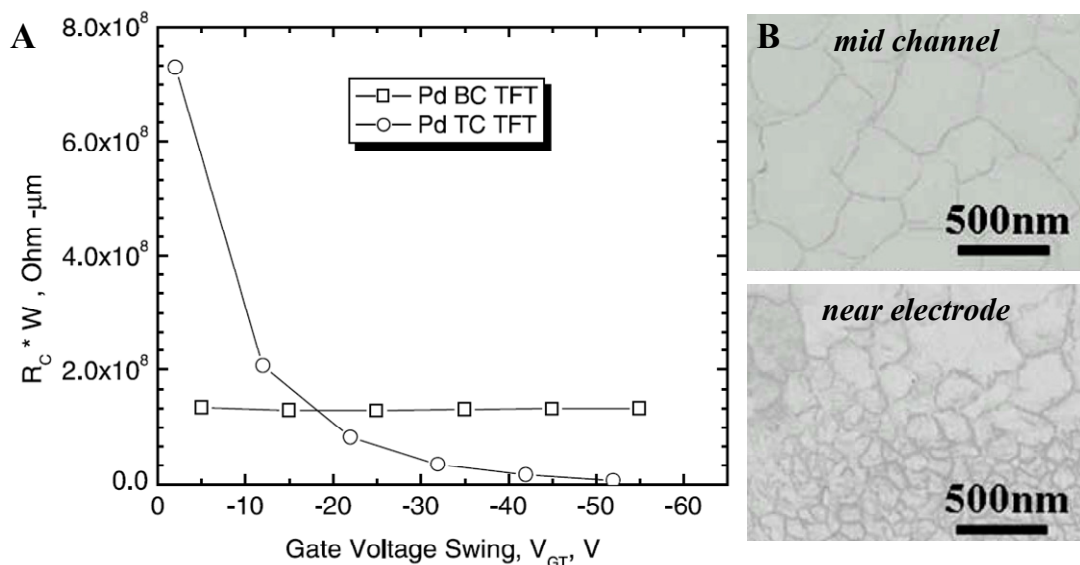 A
8.0x10⁸
6.0x10⁸
4.0x10⁸
2.0x10⁸
0.0
R_C * W , Ohm -μm
Pd BC TFT
Pd TC TFT
0 -10 -20 -30 -40 -50 -60
Gate Voltage Swing, V_GT, V
B
mid channel
500nm
near electrode
500nm